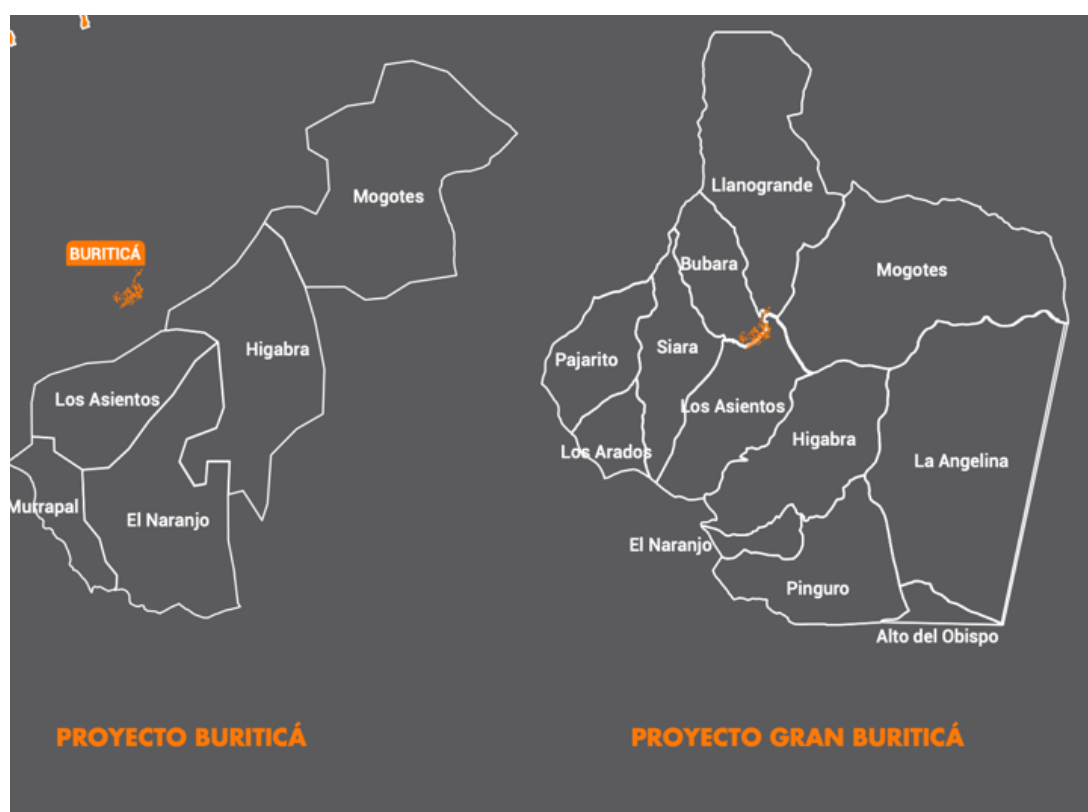 Mogotes
BURITICÁ
Higabra
Los Asientos
Murrapal
El Naranjo
PROYECTO BURITICÁ
Llanogrande
Bubara
Mogotes
Pajarito
Siara
Los Asientos
Higabra
Los Arados
La Angelina
El Naranjo
Pinguro
Alto del Obispo
PROYECTO GRAN BURITICÁ